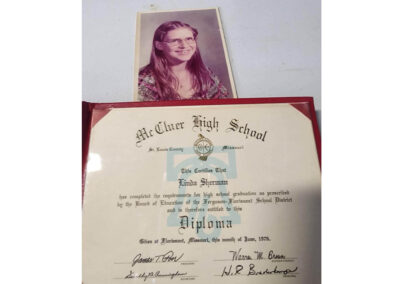 McCluer High School
St. Louis County Missouri
This Certifies That
Linda Sherman
has completed the requirements for high school graduation as prescribed
by the Board of Education of the Ferguson-Florissant School District
and is therefore entitled to this
Diploma
Given at Florissant, Missouri, this month of June, 1976.
Warren M. Brown